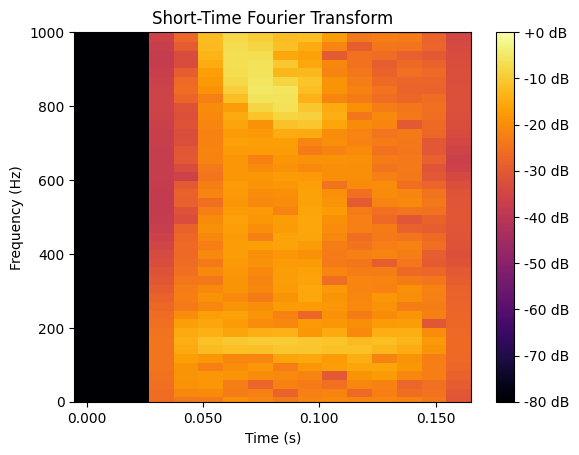 Short-Time Fourier Transform
1000
800
600
400
200
0
Frequency (Hz)
0.000
0.050
0.100
0.150
Time (s)
+0 dB
-10 dB
-20 dB
-30 dB
-40 dB
-50 dB
-60 dB
-70 dB
-80 dB